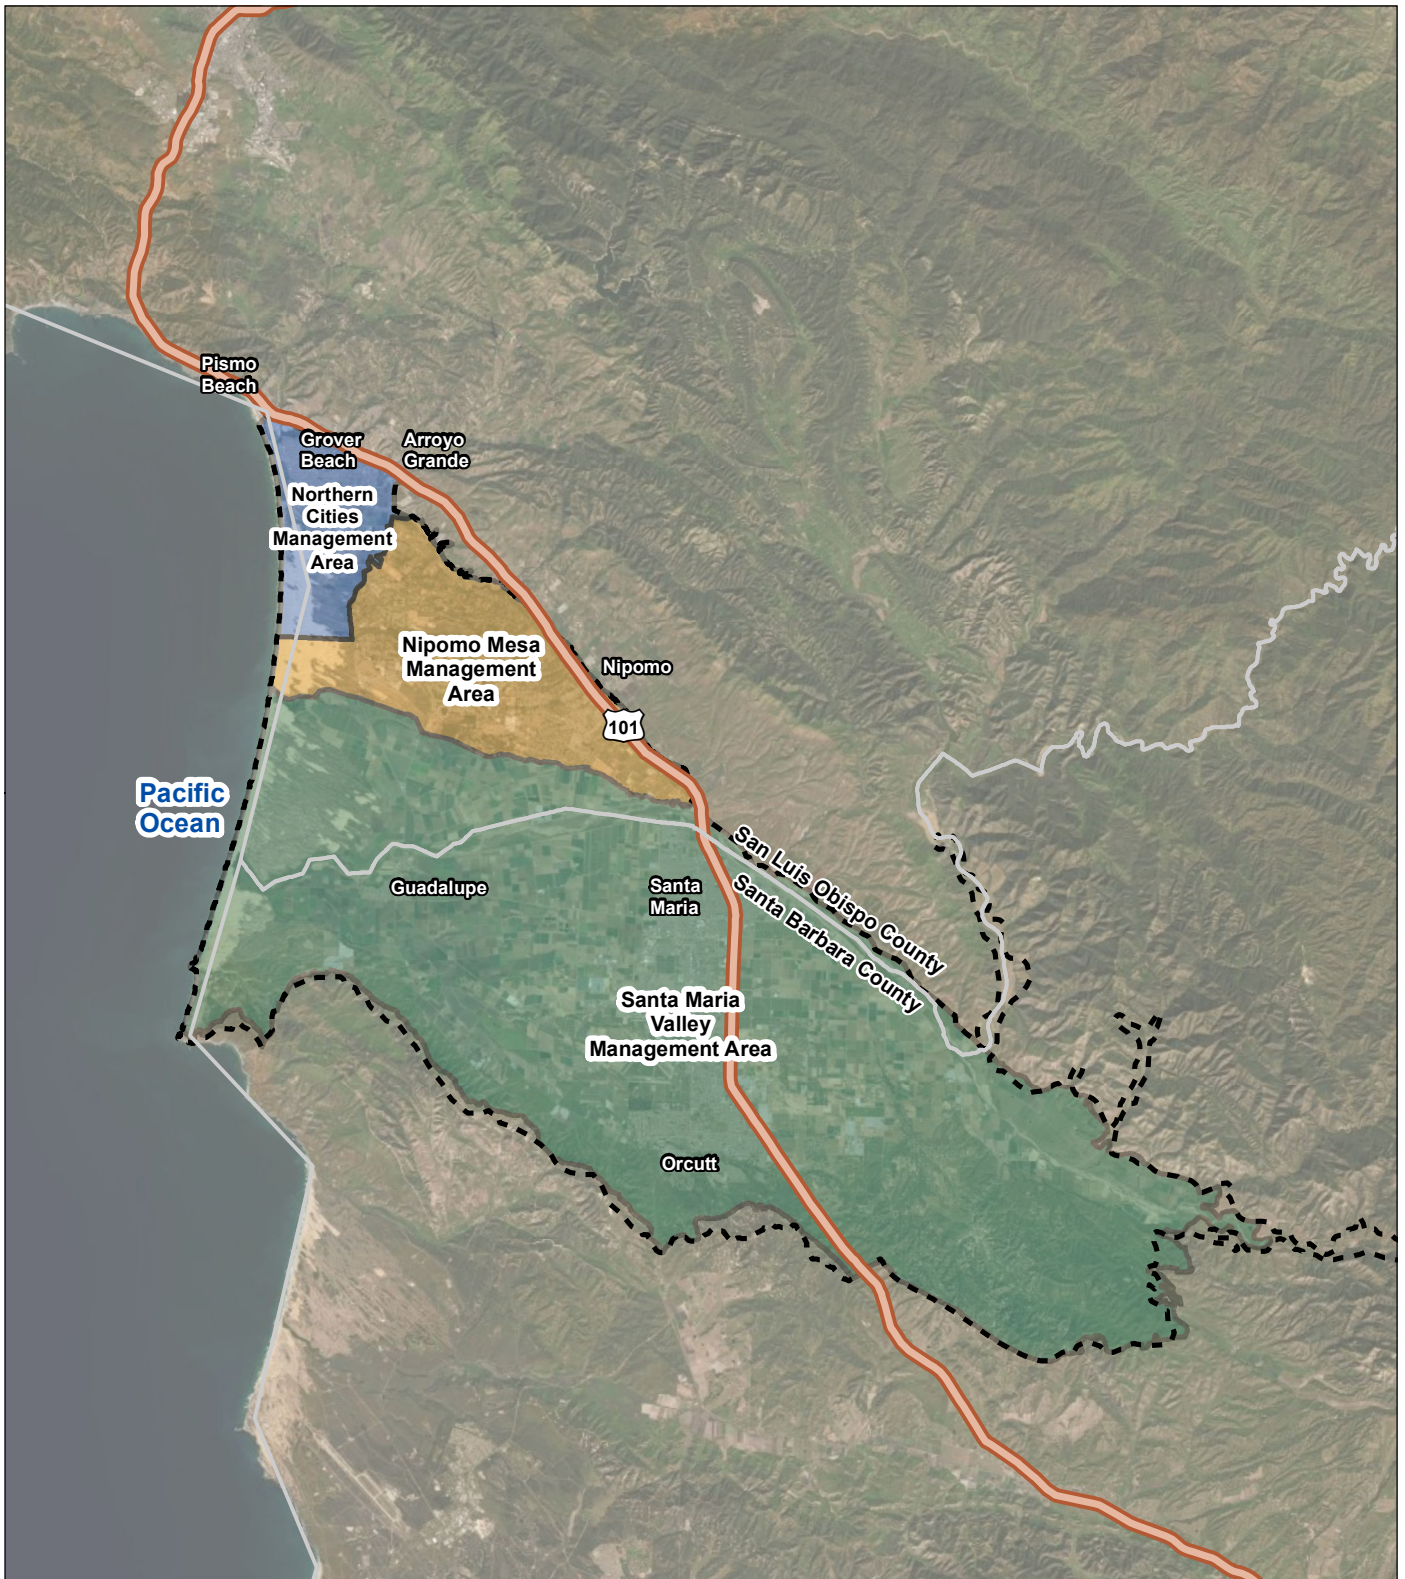 Pismo
Beach
Grover
Beach
Arroyo
Grande
Northern
Cities
Management
Area
Nipomo Mesa
Management
Area
Nipomo
101
Pacific
Ocean
San Luis Obispo County
Santa Barbara County
Guadalupe
Santa
Maria
Santa Maria
Valley
Management Area
Orcutt